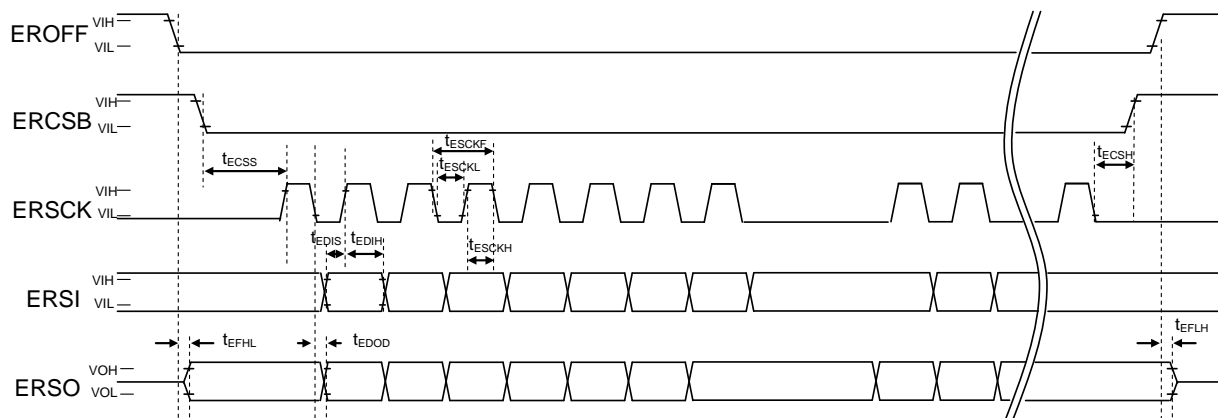 EROFF
VIH
VIL
ERCSB
VIH
VIL
tECSS
tESCKF
tESCKL
tECSH
ERSCK
VIH
VIL
tEDIS
tEDIH
tESCKH
ERSI
VIH
VIL
tEFHL
tEDOD
tEFLH
ERSO
VOH
VOL